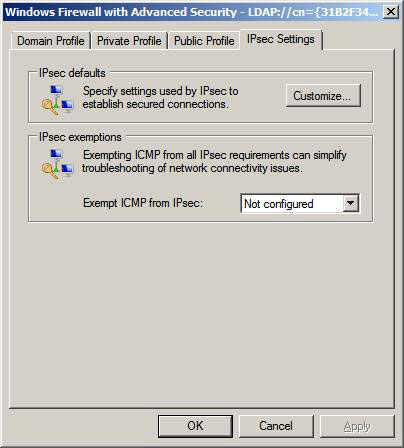 Windows Firewall with Advanced Security - LDAP://cn={31B2F34...
Domain Profile Private Profile Public Profile IPsec Settings
IPsec defaults
Specify settings used by IPsec to
establish secured connections.
Customize...
IPsec exemptions
Exempting ICMP from all IPsec requirements can simplify
troubleshooting of network connectivity issues.
Exempt ICMP from IPsec: Not configured
OK Cancel Apply